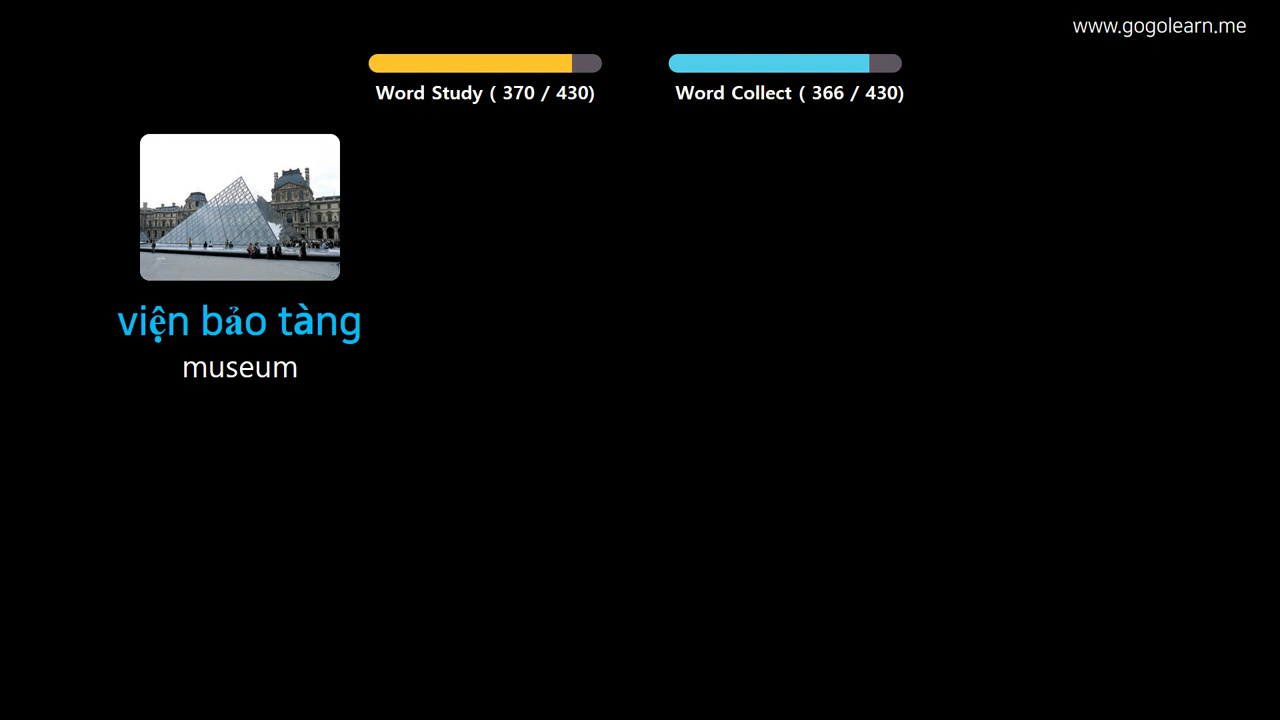 www.gogolearn.me
Word Study ( 370 / 430)
Word Collect ( 366 / 430)
viện bảo tàng
museum